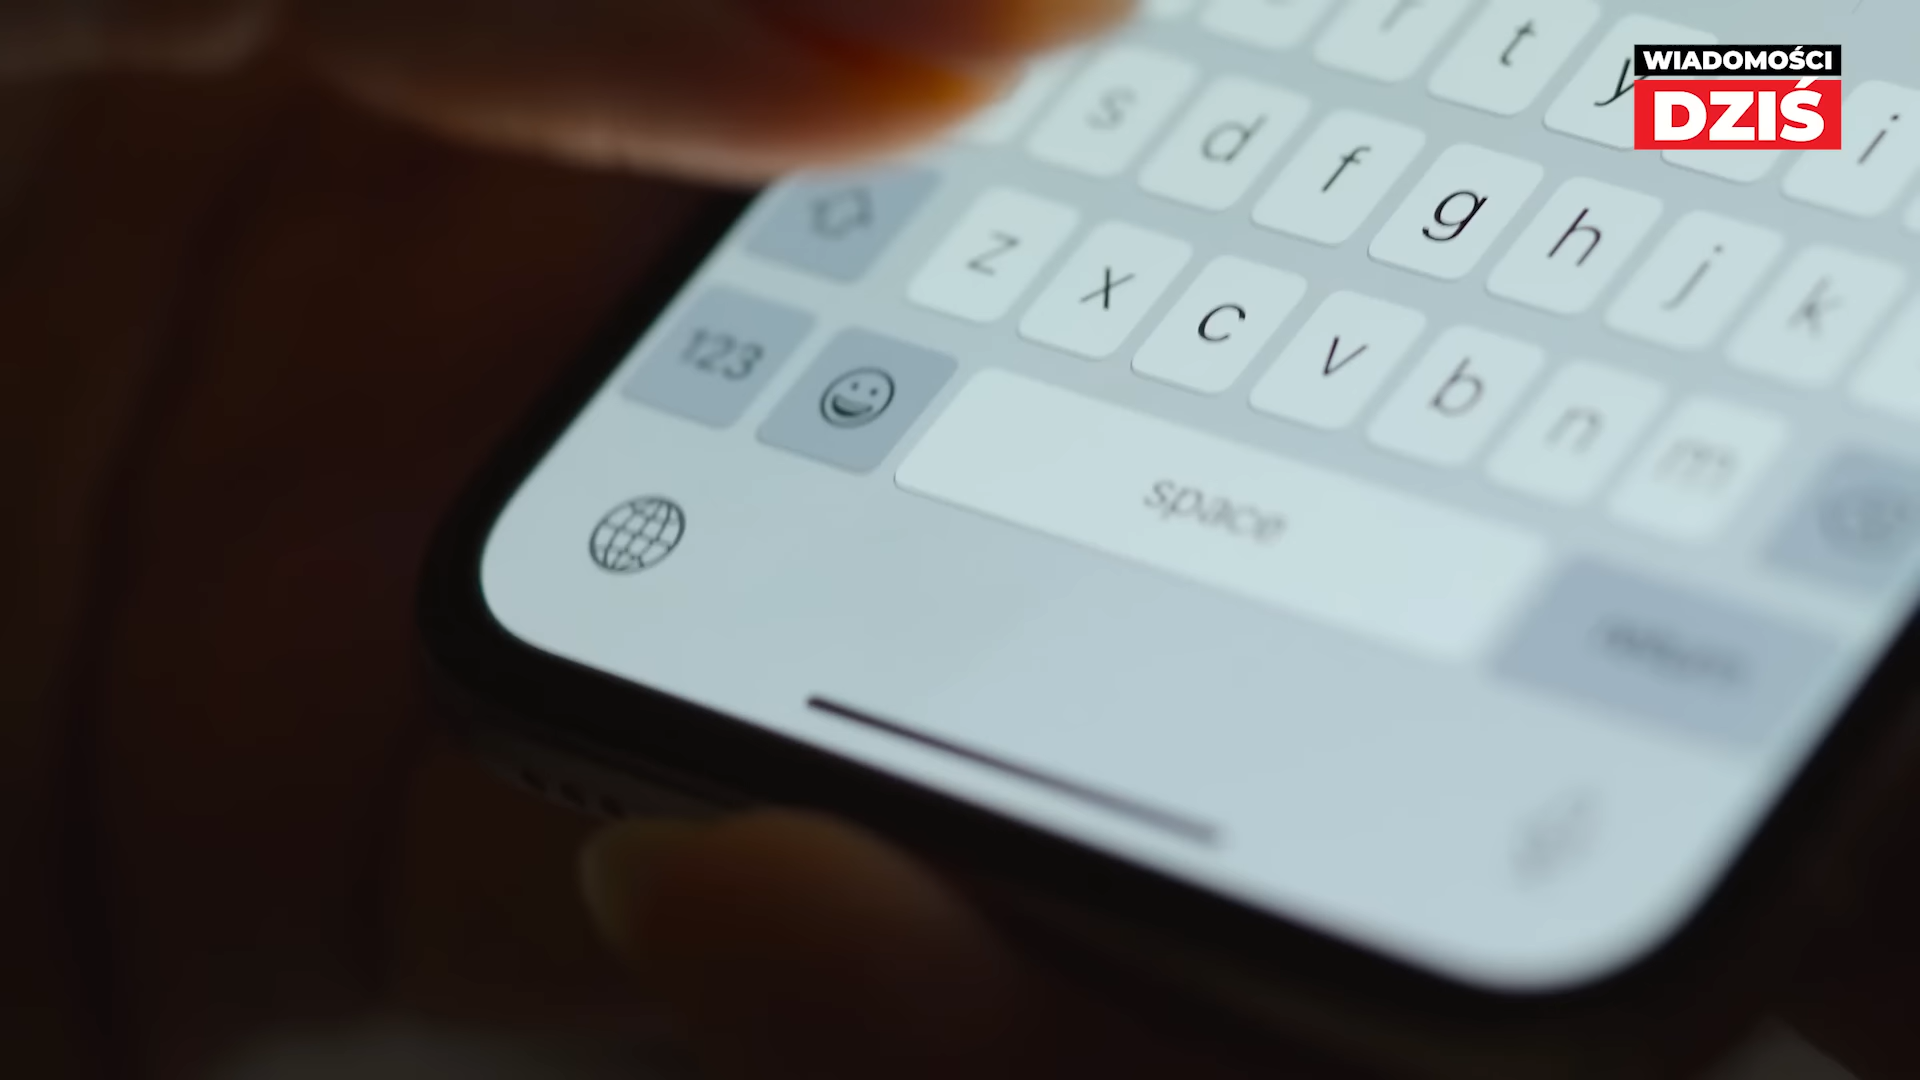 WIADOMOŚCI
DZIŚ
r t y i
s d f g h j k
z x c v b n m
123 space